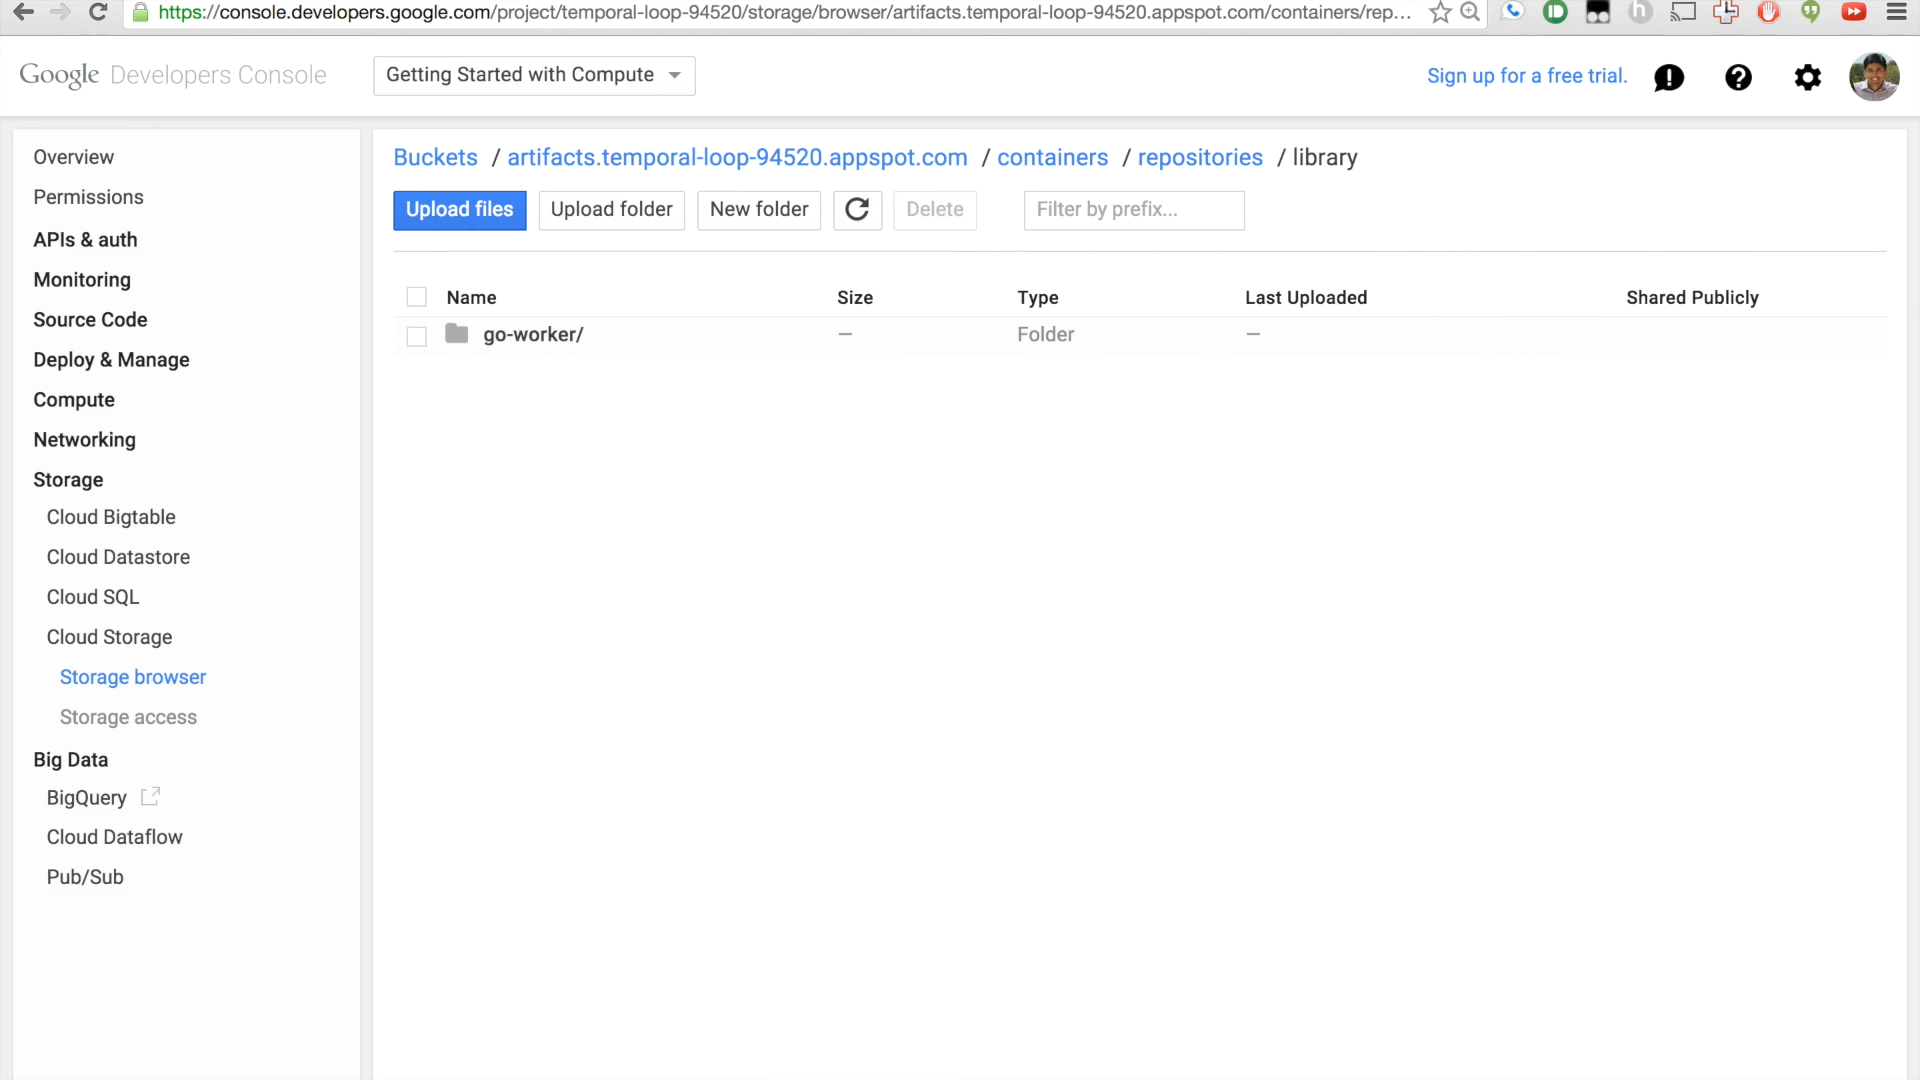 https://console.developers.google.com/project/temporal-loop-94520/storage/browser/artifacts.temporal-loop-94520.appspot.com/containers/rep...
Google Developers Console
Getting Started with Compute
Sign up for a free trial.
Overview
Permissions
APIs & auth
Monitoring
Source Code
Deploy & Manage
Compute
Networking
Storage
Cloud Bigtable
Cloud Datastore
Cloud SQL
Cloud Storage
Storage browser
Storage access
Big Data
BigQuery
Cloud Dataflow
Pub/Sub
Buckets / artifacts.temporal-loop-94520.appspot.com / containers / repositories / library
Upload files Upload folder New folder Delete Filter by prefix...
Name Size Type Last Uploaded Shared Publicly
go-worker/ — Folder —